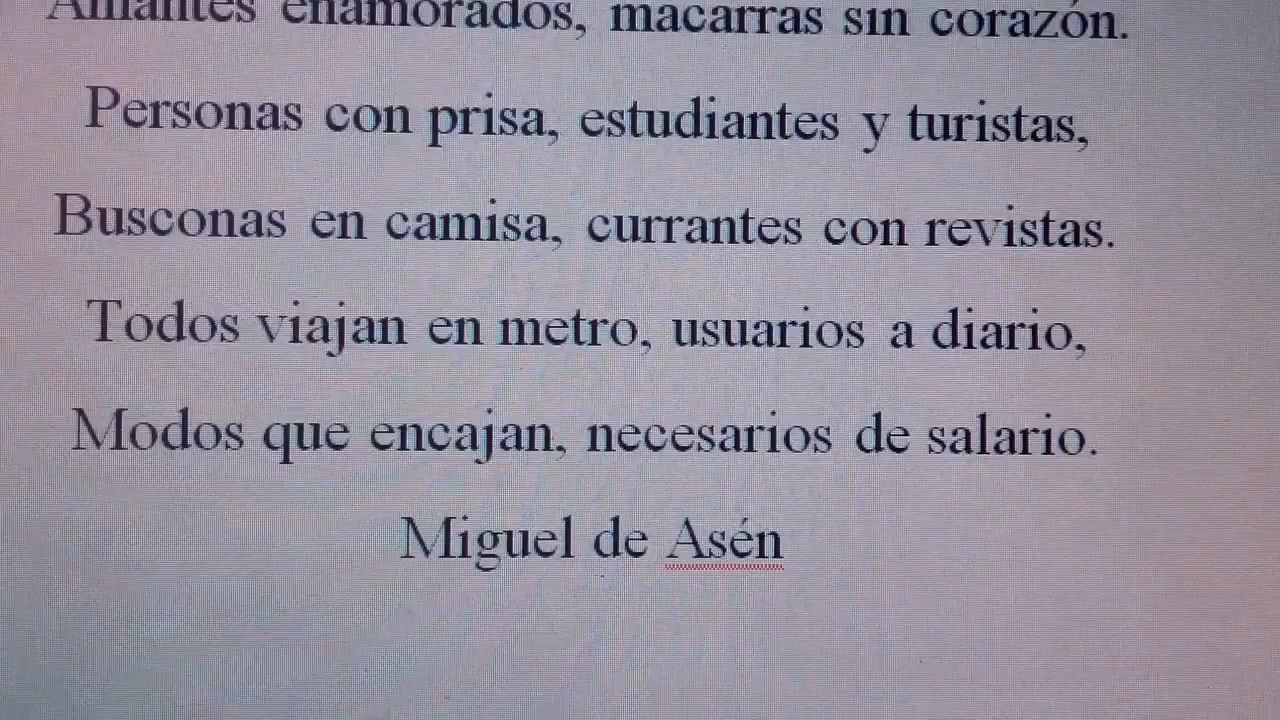 Amantes enamorados, macarras sin corazón.
Personas con prisa, estudiantes y turistas,
Busconas en camisa, currantes con revistas.
Todos viajan en metro, usuarios a diario,
Modos que encajan, necesarios de salario.
Miguel de Asén